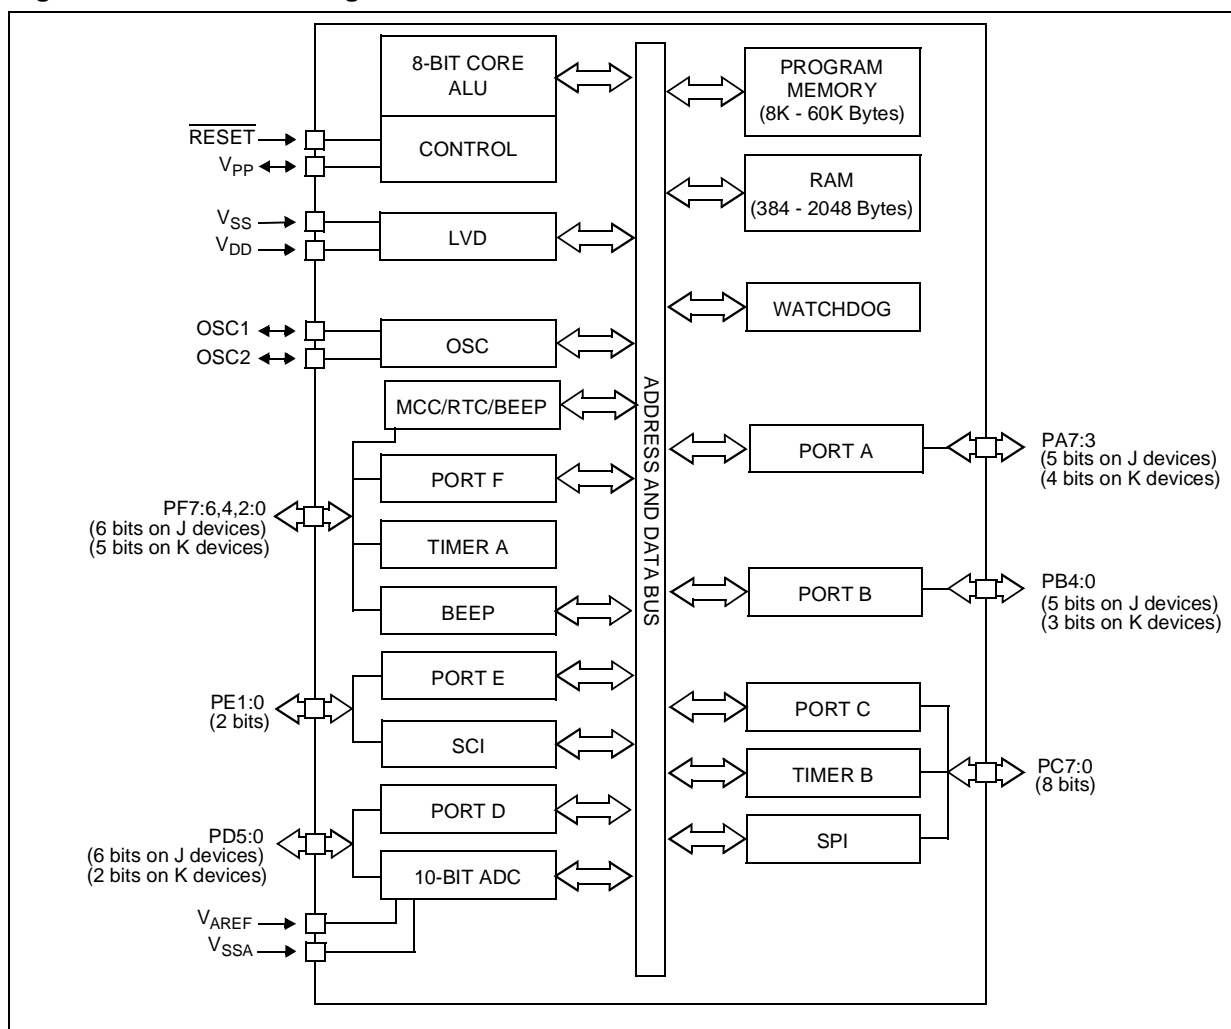 8-BIT CORE
ALU
CONTROL
RESET
VPP
VSS
VDD
LVD
OSC1
OSC2
OSC
MCC/RTC/BEEP
PORT F
PF7:6,4,2:0
(6 bits on J devices)
(5 bits on K devices)
TIMER A
BEEP
PORT E
PE1:0
(2 bits)
SCI
PORT D
PD5:0
(6 bits on J devices)
(2 bits on K devices)
10-BIT ADC
VAREF
VSSA
ADDRESS AND DATA BUS
PROGRAM
MEMORY
(8K - 60K Bytes)
RAM
(384 - 2048 Bytes)
WATCHDOG
PORT A
PA7:3
(5 bits on J devices)
(4 bits on K devices)
PORT B
PB4:0
(5 bits on J devices)
(3 bits on K devices)
PORT C
TIMER B
PC7:0
(8 bits)
SPI